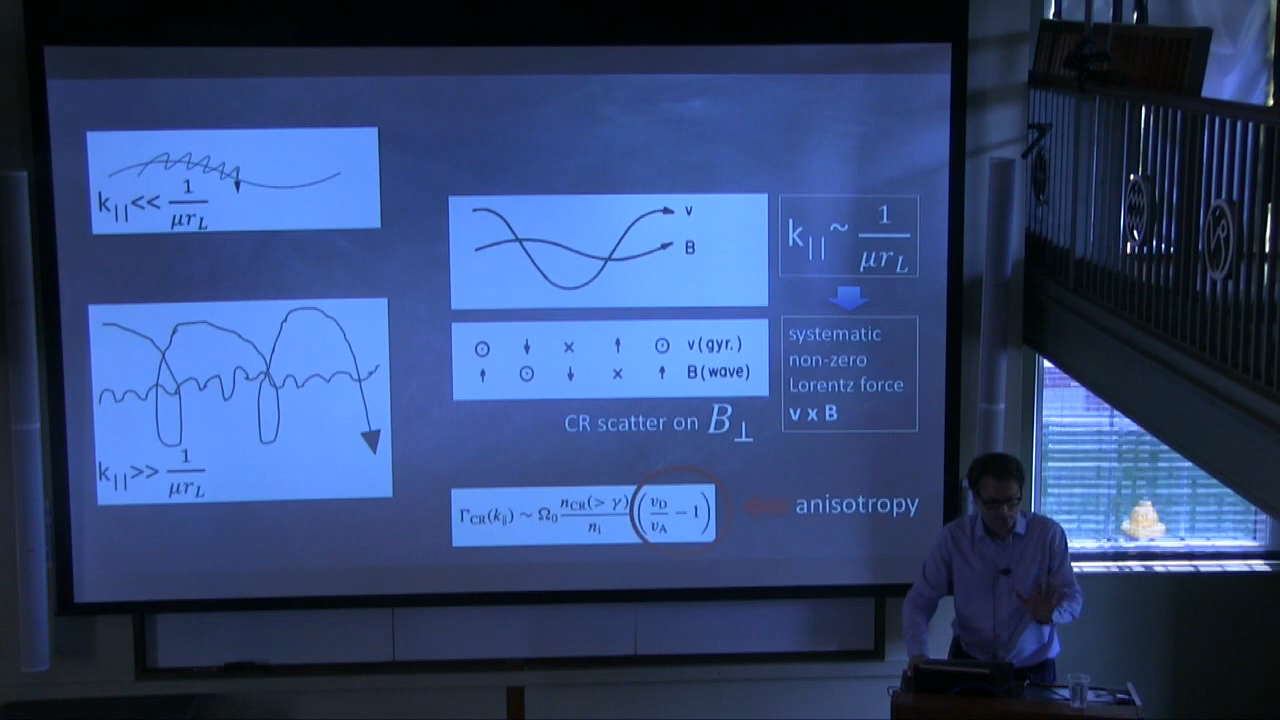 k||<< 1/μr_L
k||>> 1/μr_L
v
B
v(gyr.)
B(wave)
CR scatter on B⊥
k||~ 1/μr_L
systematic
non-zero
Lorentz force
v x B
Γ_CR(k||) ~ Ω_0 n_CR(> γ)/n_i (v_D/v_A − 1)
anisotropy